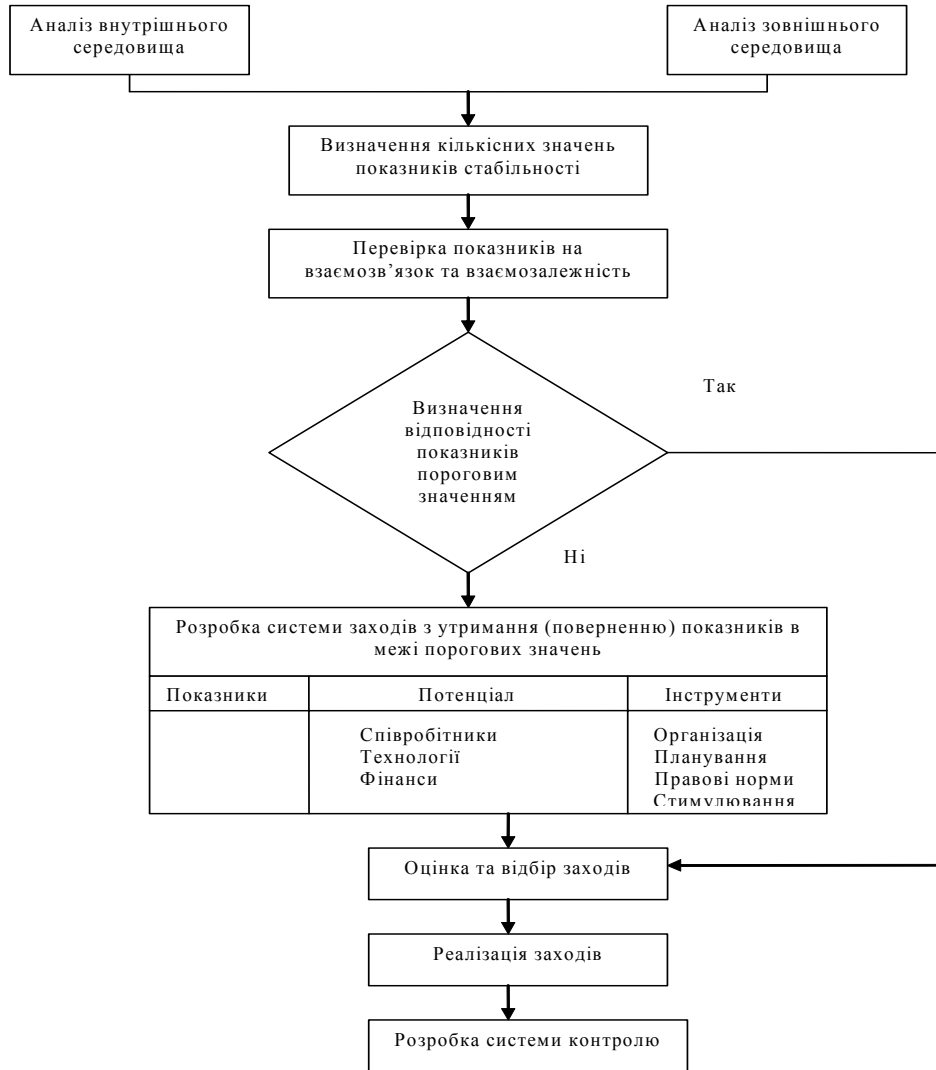 Аналіз внутрішнього
середовища
Аналіз зовнішнього
середовища
Визначення кількісних значень
показників стабільності
Перевірка показників на
взаємозв’язок та взаємозалежність
Так
Визначення
відповідності
показників
пороговим
значенням
Ні
Розробка системи заходів з утримання (поверненню) показників в
межі порогових значень
Показники
Потенціал
Інструменти
Співробітники
Технології
Фінанси
Організація
Планування
Правові норми
Стимулювання
Оцінка та відбір заходів
Реалізація заходів
Розробка системи контролю